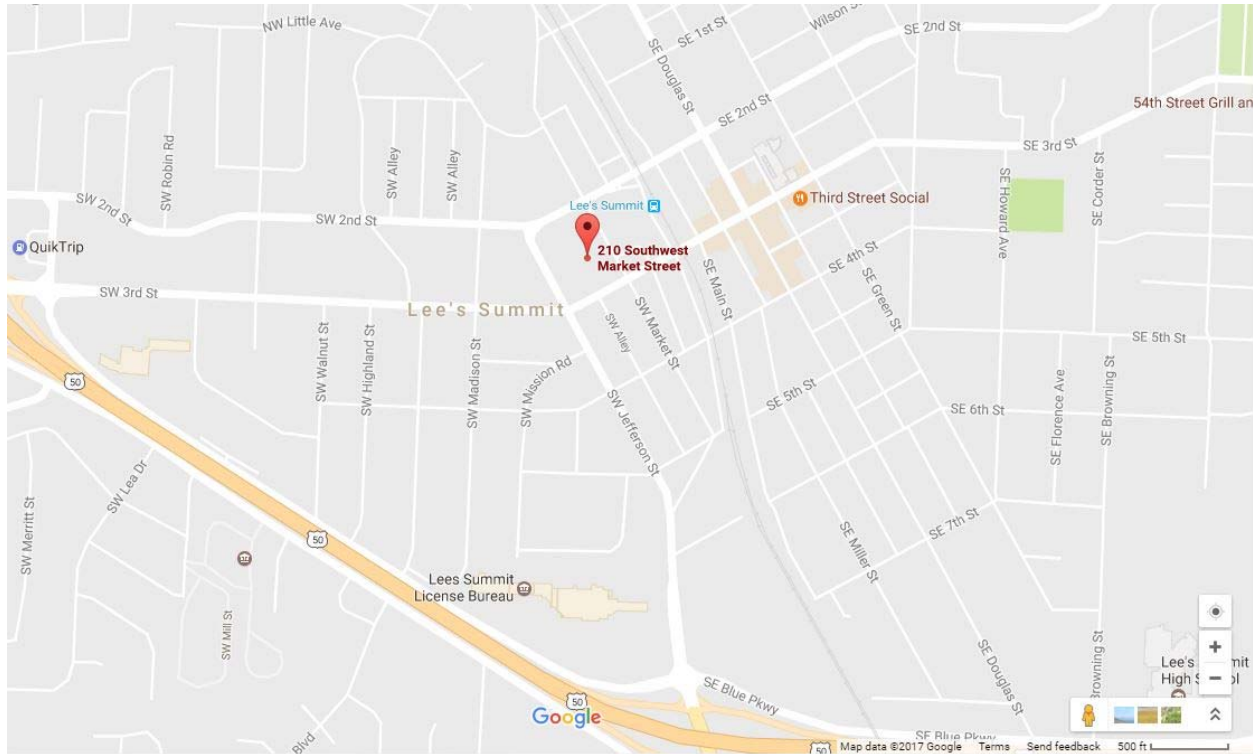 NW Little Ave
SE 1st St
Wilson S
SE 2nd St
SE Douglas St
SE 2nd St
54th Street Grill an
SE 3rd St
SW Robin Rd
SW Alley
SW Alley
SE Howard Ave
SE Corder St
SW 2nd St
SW 2nd St
Lee's Summit
Third Street Social
QuikTrip
210 Southwest
Market Street
SE 4th St
SE Main St
SE Green St
SW 3rd St
Lee's Summit
SW Alley
SW Market St
SE 5th St
SW Walnut St
SW Highland St
SW Madison St
SW Mission Rd
50
SE 5th St
SW Jefferson St
SE 6th St
SE Florence Ave
SE Browning St
SW Lea Dr
SW Merritt St
SE 7th St
50
50
SE Miller St
Lees Summit
License Bureau
SW Mill St
SE Douglas St
Browning St
Lee's
mit
High S
ol
SE Blue Pkwy
50
Google
Blvd
SE Blue Pkwy
50
Map data ©2017 Google
Terms
Send feedback
500 ft